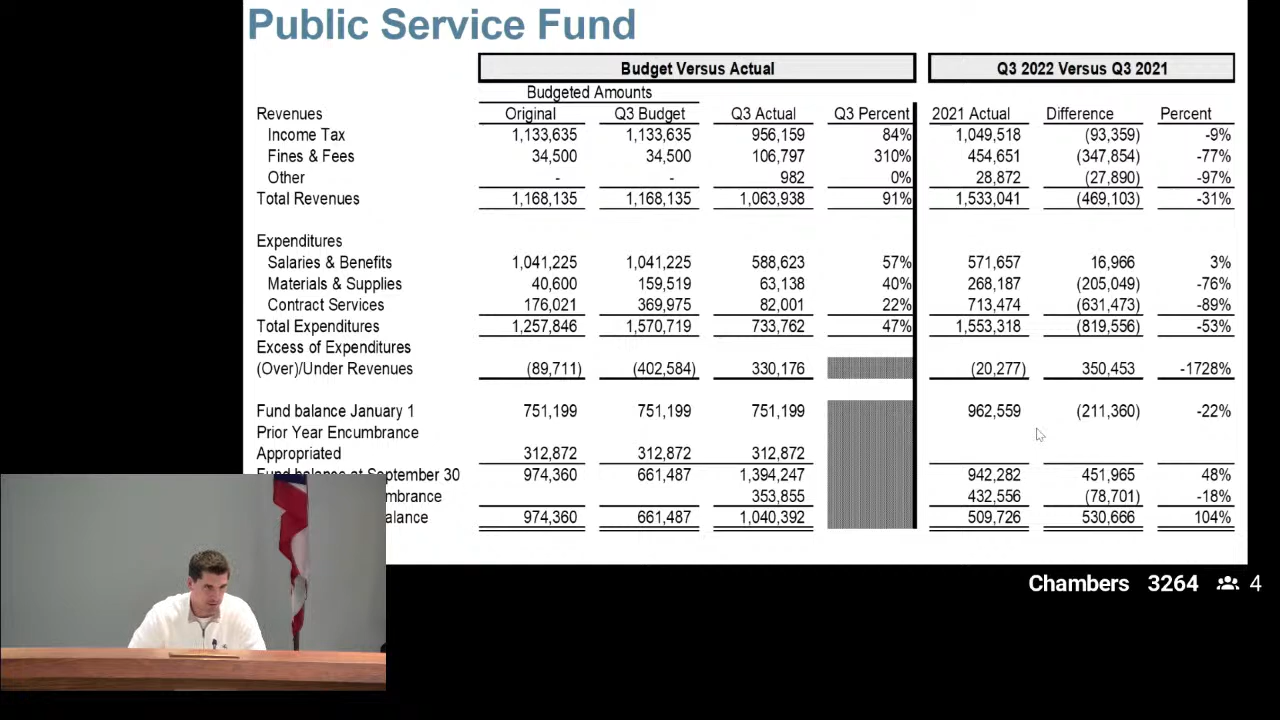 Public Service Fund
Budget Versus Actual Q3 2022 Versus Q3 2021
Budgeted Amounts
Revenues Original Q3 Budget Q3 Actual Q3 Percent 2021 Actual Difference Percent
Income Tax 1,133,635 1,133,635 956,159 84% 1,049,518 (93,359) -9%
Fines & Fees 34,500 34,500 106,797 310% 454,651 (347,854) -77%
Other - - 982 0% 28,872 (27,890) -97%
Total Revenues 1,168,135 1,168,135 1,063,938 91% 1,533,041 (469,103) -31%
Expenditures
Salaries & Benefits 1,041,225 1,041,225 588,623 57% 571,657 16,966 3%
Materials & Supplies 40,600 159,519 63,138 40% 268,187 (205,049) -76%
Contract Services 176,021 369,975 82,001 22% 713,474 (631,473) -89%
Total Expenditures 1,257,846 1,570,719 733,762 47% 1,553,318 (819,556) -53%
Excess of Expenditures
(Over)/Under Revenues (89,711) (402,584) 330,176 (20,277) 350,453 -1728%
Fund balance January 1 751,199 751,199 751,199 962,559 (211,360) -22%
Prior Year Encumbrance
Appropriated 312,872 312,872 312,872
Fund balance at September 30 974,360 661,487 1,394,247 942,282 451,965 48%
mbrance 353,855 432,556 (78,701) -18%
alance 974,360 661,487 1,040,392 509,726 530,666 104%
Chambers 3264 4